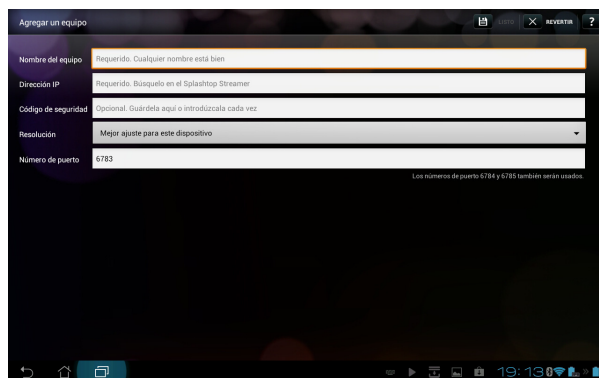 Agregar un equipo LISTO REVERTIR ?
Nombre del equipo Requerido. Cualquier nombre está bien
Dirección IP Requerido. Búsquelo en el Splashtop Streamer
Código de seguridad Opcional. Guárdela aquí o introdúzcala cada vez
Resolución Mejor ajuste para este dispositivo
Número de puerto 6783
Los números de puerto 6784 y 6785 también serán usados.
19:13